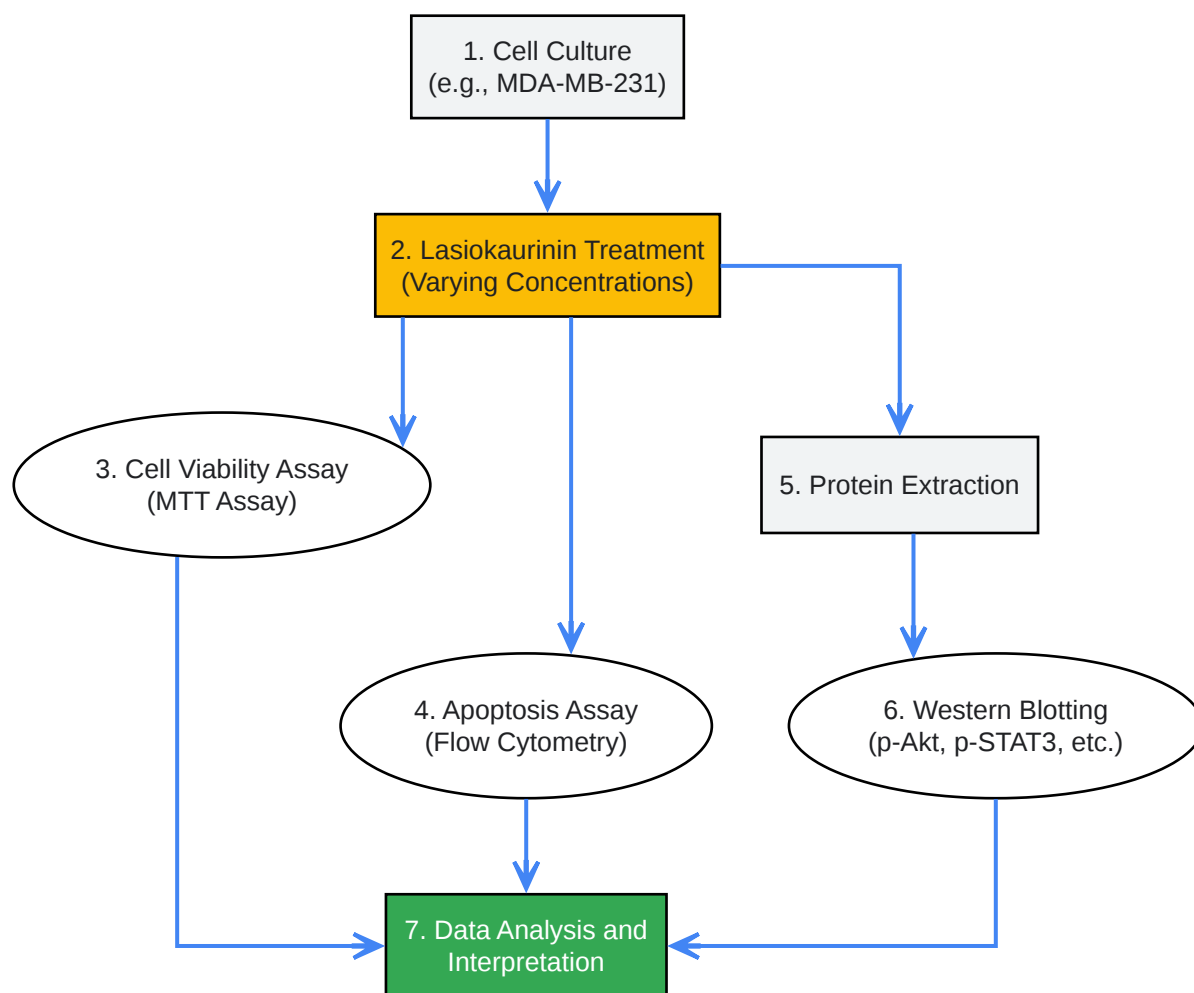 1. Cell Culture
(e.g., MDA-MB-231)
2. Lasiokaurinin Treatment
(Varying Concentrations)
3. Cell Viability Assay
(MTT Assay)
5. Protein Extraction
4. Apoptosis Assay
(Flow Cytometry)
6. Western Blotting
(p-Akt, p-STAT3, etc.)
7. Data Analysis and
Interpretation